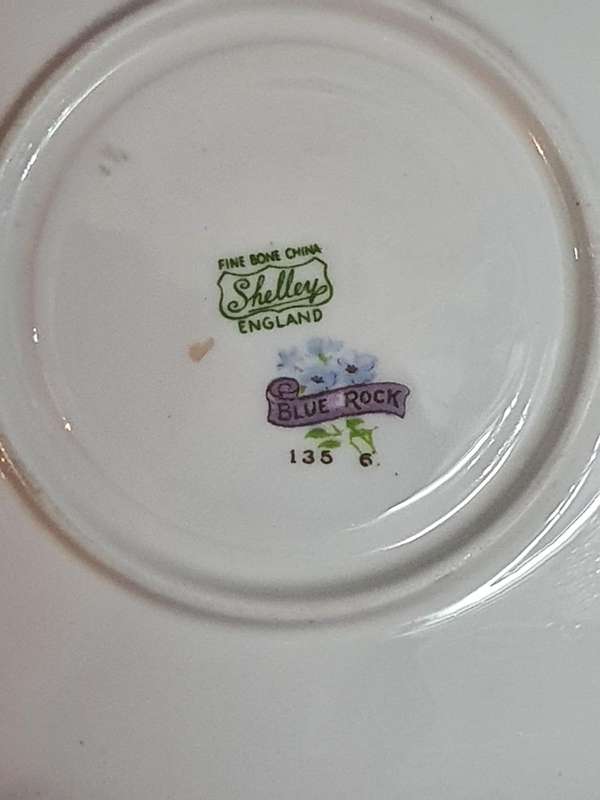 FINE BONE CHINA
Shelley
ENGLAND
BLUE ROCK
135 6.